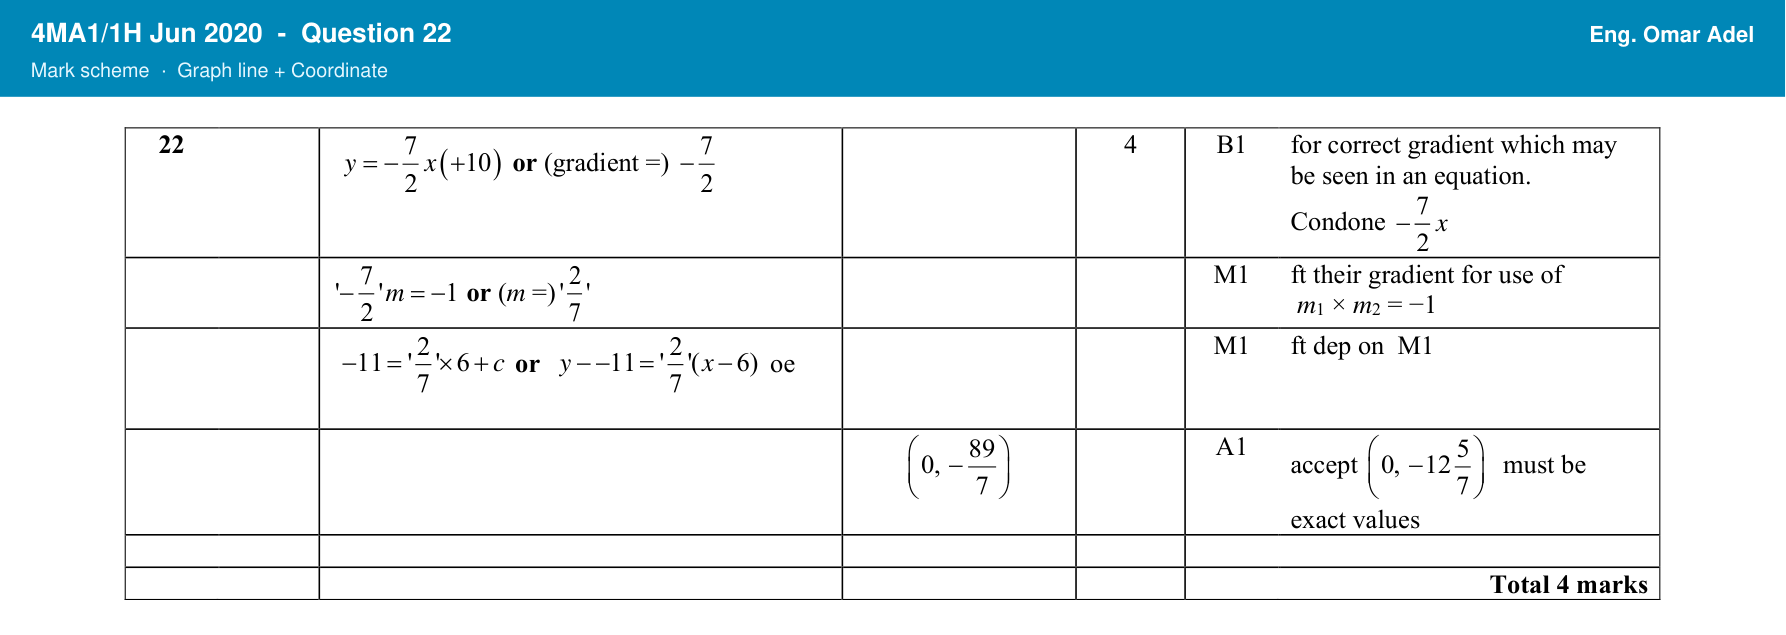 4MA1/1H Jun 2020 - Question 22
Eng. Omar Adel
Mark scheme · Graph line + Coordinate
22
y = −7/2 x(+10) or (gradient =) −7/2
4
B1
for correct gradient which may
be seen in an equation.
Condone −7/2 x
'−7/2'm = −1 or (m =)'2/7'
M1
ft their gradient for use of
m₁ × m₂ = −1
−11 = '2/7'× 6 + c or y − −11 = '2/7'(x − 6) oe
M1
ft dep on M1
(0, −89/7)
A1
accept (0, −12 5/7) must be
exact values
Total 4 marks